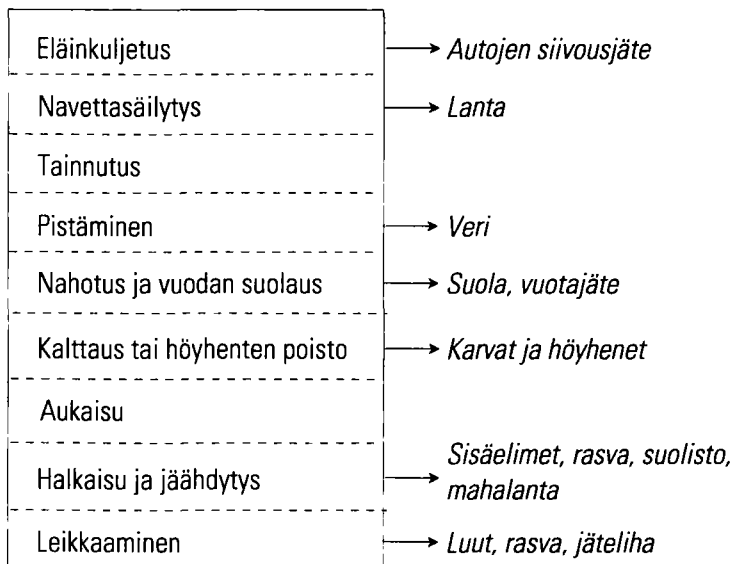 Eläinkuljetus
Autojen siivousjäte
Navettasäilytys
Lanta
Tainnutus
Pistäminen
Veri
Nahotus ja vuodan suolaus
Suola, vuotajäte
Kalttaus tai höyhenten poisto
Karvat ja höyhenet
Aukaisu
Halkaisu ja jäähdytys
Sisäelimet, rasva, suolisto,
mahalanta
Leikkaaminen
Luut, rasva, jäteliha